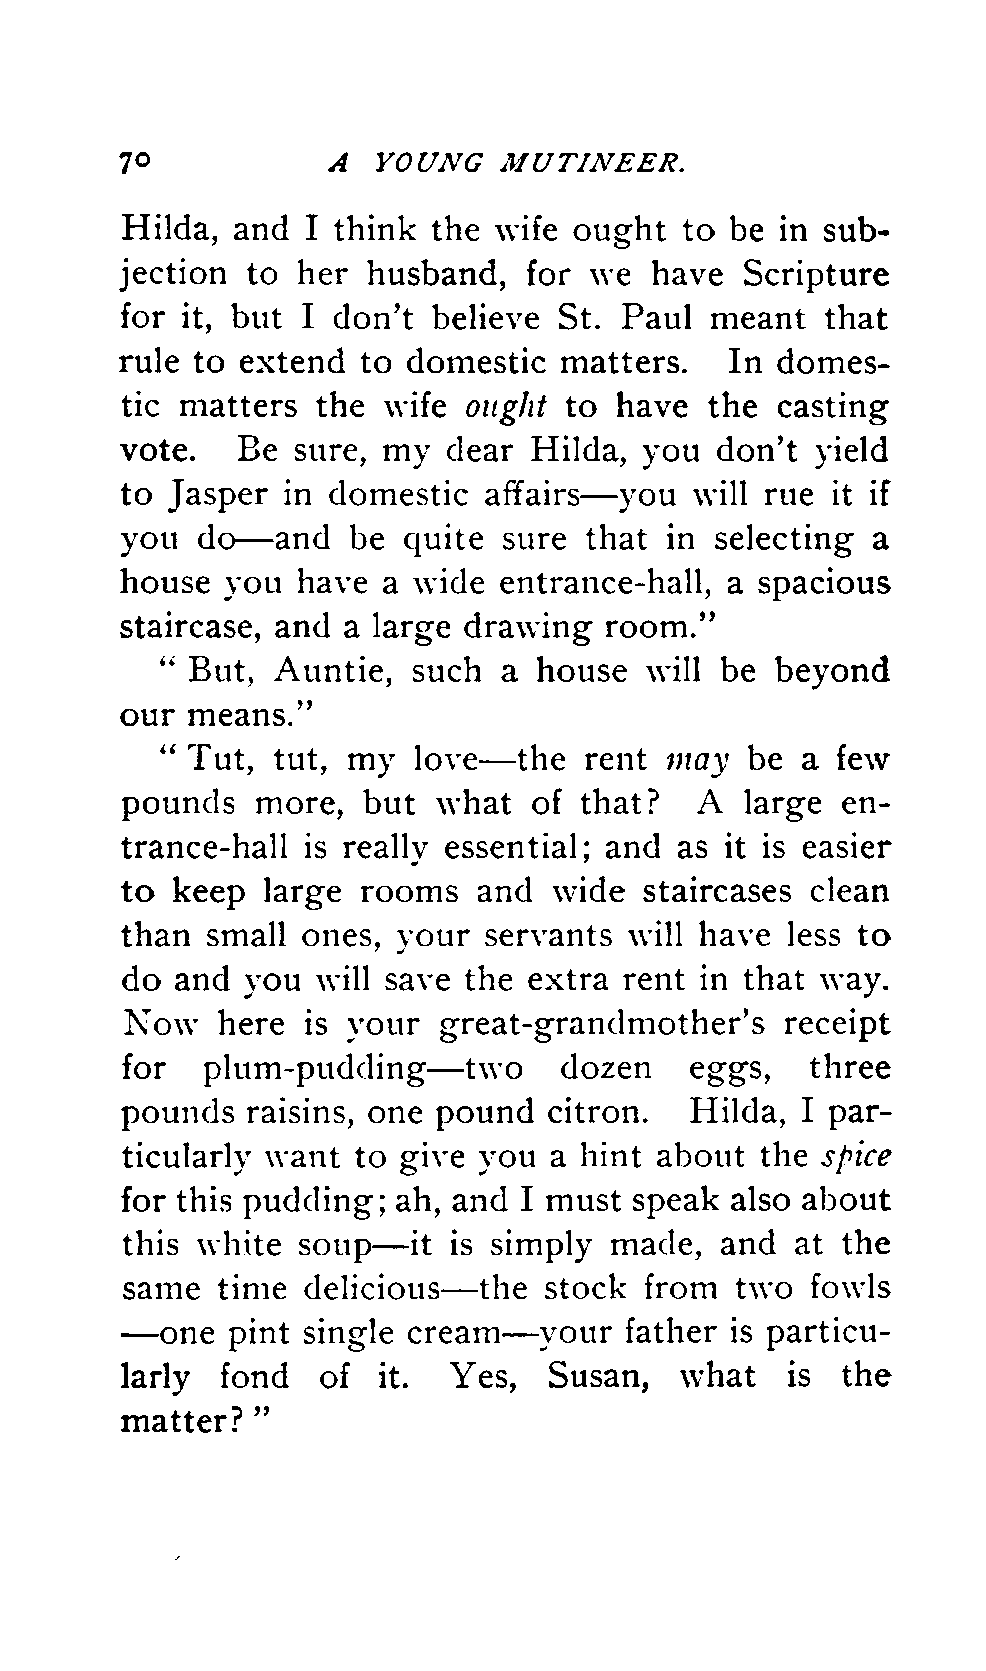 70 A YOUNG MUTINEER.
Hilda, and I think the wife ought to be in sub-
jection to her husband, for we have Scripture
for it, but I don't believe St. Paul meant that
rule to extend to domestic matters. In domes-
tic matters the wife ought to have the casting
vote. Be sure, my dear Hilda, you don't yield
to Jasper in domestic affairs—you will rue it if
you do—and be quite sure that in selecting a
house you have a wide entrance-hall, a spacious
staircase, and a large drawing room."
" But, Auntie, such a house will be beyond
our means."
" Tut, tut, my love—the rent may be a few
pounds more, but what of that? A large en-
trance-hall is really essential; and as it is easier
to keep large rooms and wide staircases clean
than small ones, your servants will have less to
do and you will save the extra rent in that way.
Now here is your great-grandmother's receipt
for plum-pudding—two dozen eggs, three
pounds raisins, one pound citron. Hilda, I par-
ticularly want to give you a hint about the spice
for this pudding; ah, and I must speak also about
this white soup—it is simply made, and at the
same time delicious—the stock from two fowls
—one pint single cream—your father is particu-
larly fond of it. Yes, Susan, what is the
matter? "